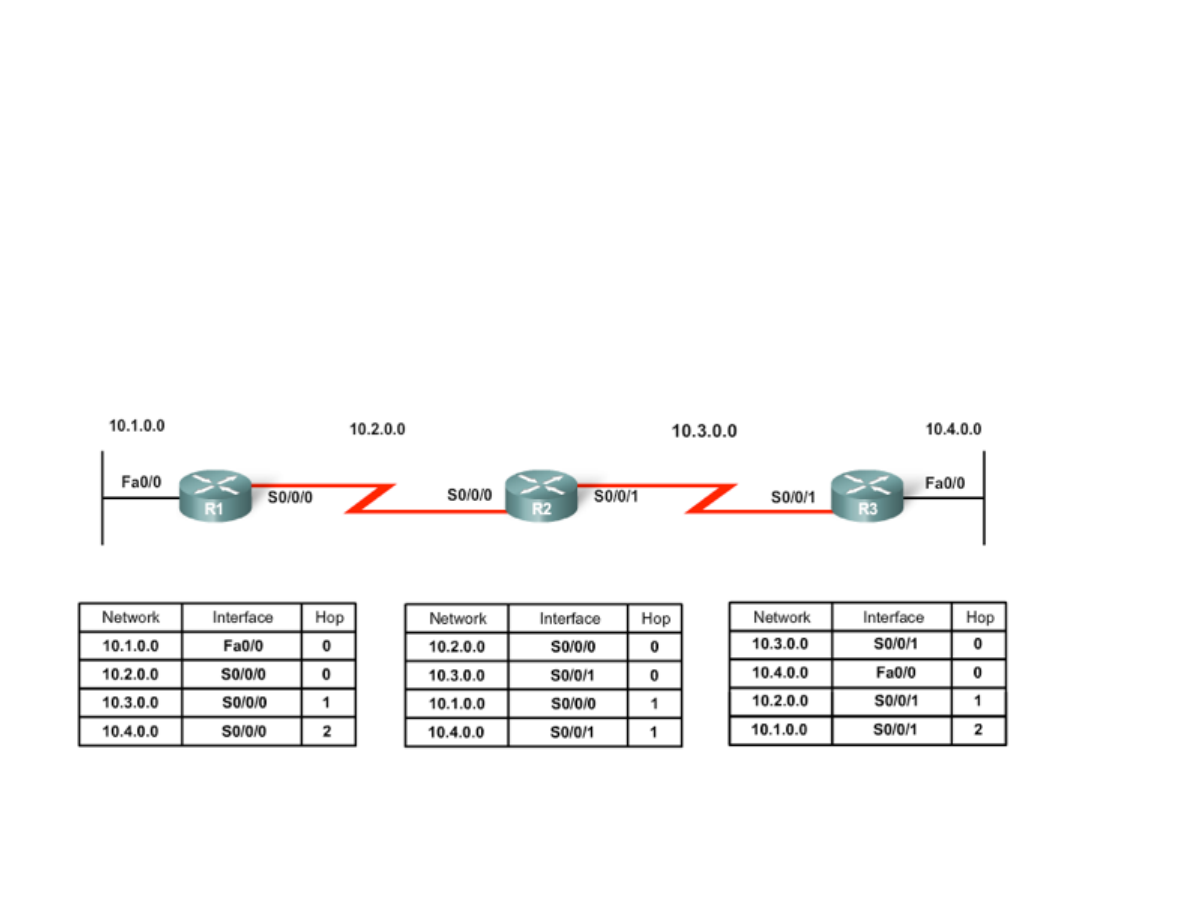 10.1.0.0 10.2.0.0 10.3.0.0 10.4.0.0
Fa0/0 R1 S0/0/0 S0/0/0 R2 S0/0/1 S0/0/1 R3 Fa0/0
Network Interface Hop
10.1.0.0 Fa0/0 0
10.2.0.0 S0/0/0 0
10.3.0.0 S0/0/0 1
10.4.0.0 S0/0/0 2
Network Interface Hop
10.2.0.0 S0/0/0 0
10.3.0.0 S0/0/1 0
10.1.0.0 S0/0/0 1
10.4.0.0 S0/0/1 1
Network Interface Hop
10.3.0.0 S0/0/1 0
10.4.0.0 Fa0/0 0
10.2.0.0 S0/0/1 1
10.1.0.0 S0/0/1 2